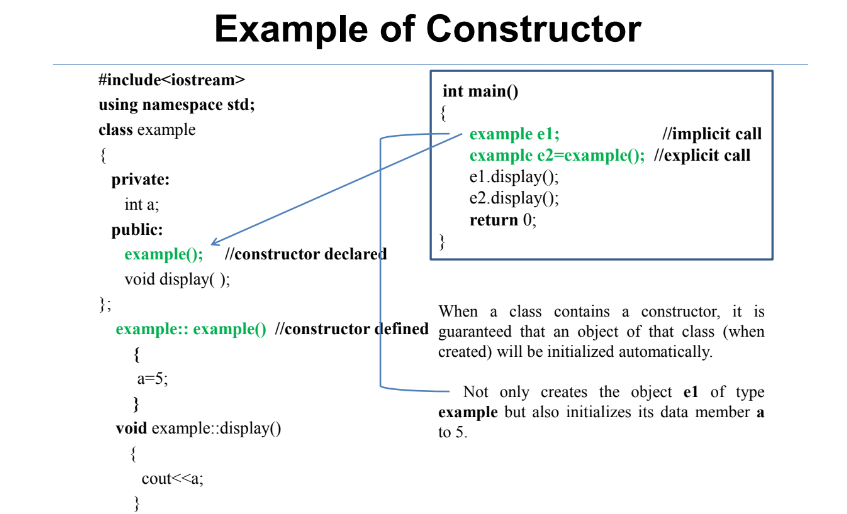 Example of Constructor
#include<iostream>
using namespace std;
class example
{
private:
int a;
public:
example(); //constructor declared
void display( );
};
example:: example() //constructor defined
{
a=5;
}
void example::display()
{
cout<<a;
}
int main()
{
example e1; //implicit call
example e2=example(); //explicit call
e1.display();
e2.display();
return 0;
}
When a class contains a constructor, it is
guaranteed that an object of that class (when
created) will be initialized automatically.
Not only creates the object e1 of type
example but also initializes its data member a
to 5.